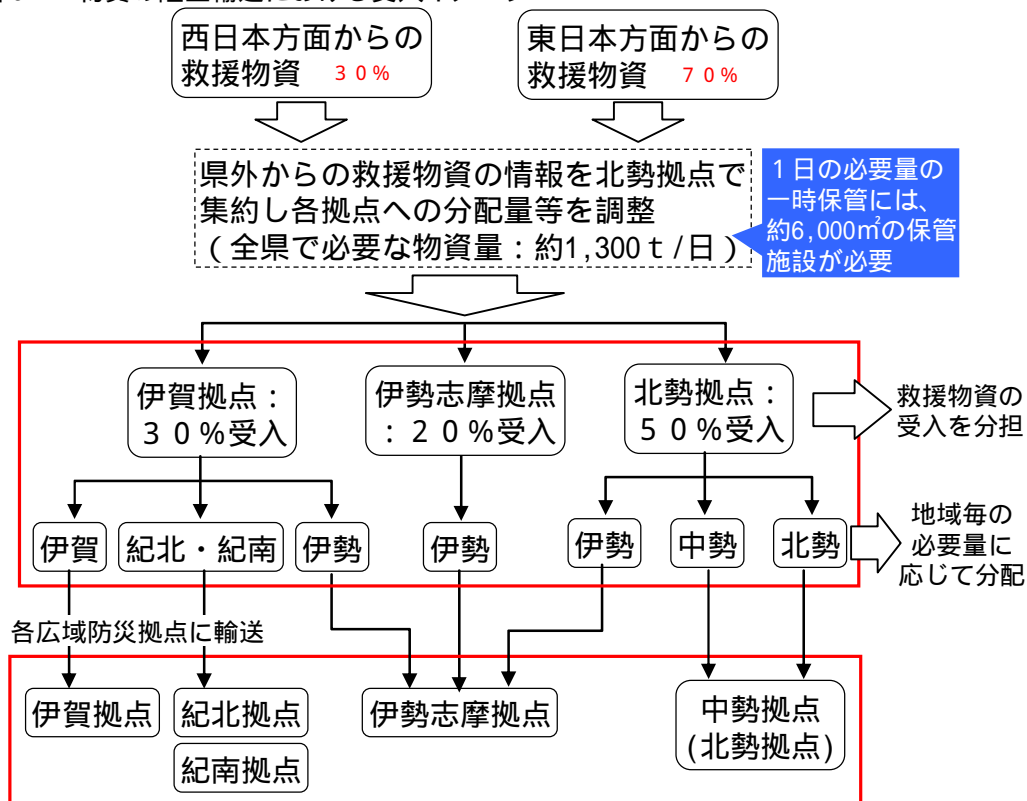 西日本方面からの
救援物資 30%
東日本方面からの
救援物資 70%
県外からの救援物資の情報を北勢拠点で
集約し各拠点への分配量等を調整
(全県で必要な物資量:約1,300t/日)
1日の必要量の
一時保管には、
約6,000㎡の保管
施設が必要
伊賀拠点:
30%受入
伊勢志摩拠点
:20%受入
北勢拠点:
50%受入
救援物資の
受入を分担
伊賀
紀北・紀南
伊勢
伊勢
伊勢
中勢
北勢
地域毎の
必要量に
応じて分配
各広域防災拠点に輸送
伊賀拠点
紀北拠点
紀南拠点
伊勢志摩拠点
中勢拠点
(北勢拠点)